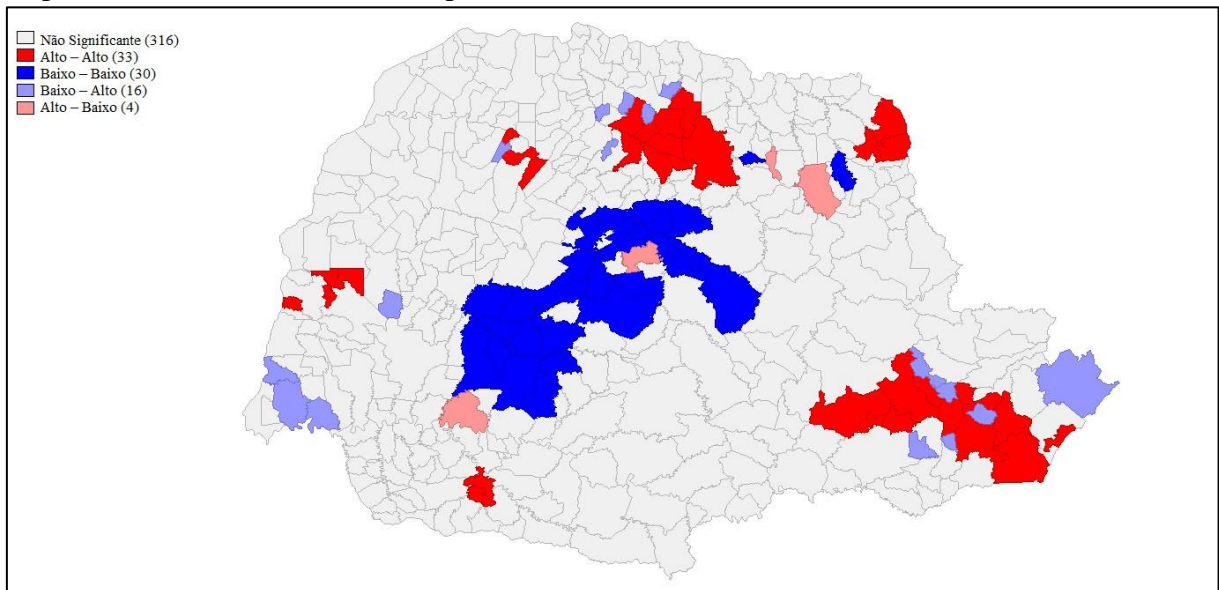 Não Significante (316)
Alto – Alto (33)
Baixo – Baixo (30)
Baixo – Alto (16)
Alto – Baixo (4)